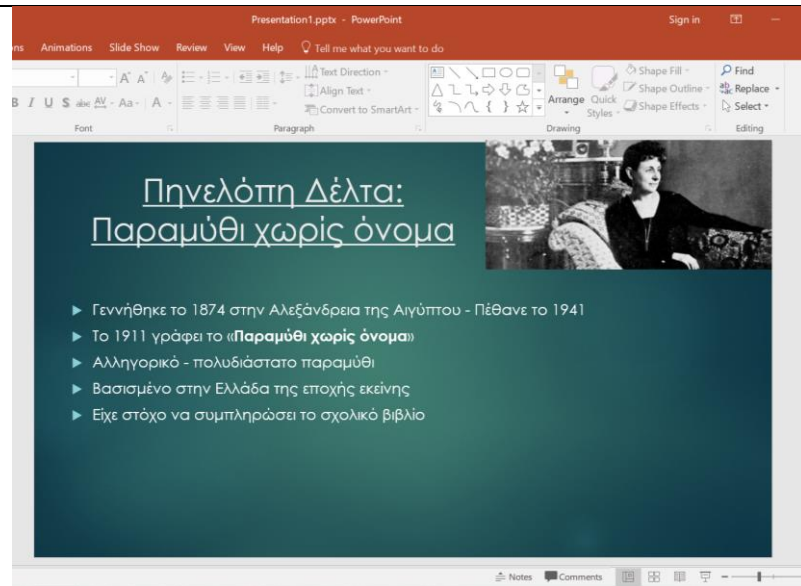 Presentation1.pptx - PowerPoint
Sign in
ons Animations Slide Show Review View Help Tell me what you want to do
Text Direction
Align Text
Convert to SmartArt
B I U S abc AV Aa A
Font
Paragraph
Arrange
Quick Styles
Shape Fill
Shape Outline
Shape Effects
Drawing
Find
Replace
Select
Editing
Πηνελόπη Δέλτα:
Παραμύθι χωρίς όνομα
Γεννήθηκε το 1874 στην Αλεξάνδρεια της Αιγύπτου - Πέθανε το 1941
Το 1911 γράφει το «Παραμύθι χωρίς όνομα»
Αλληγορικό - πολυδιάστατο παραμύθι
Βασισμένο στην Ελλάδα της εποχής εκείνης
Είχε στόχο να συμπληρώσει το σχολικό βιβλίο
Notes Comments